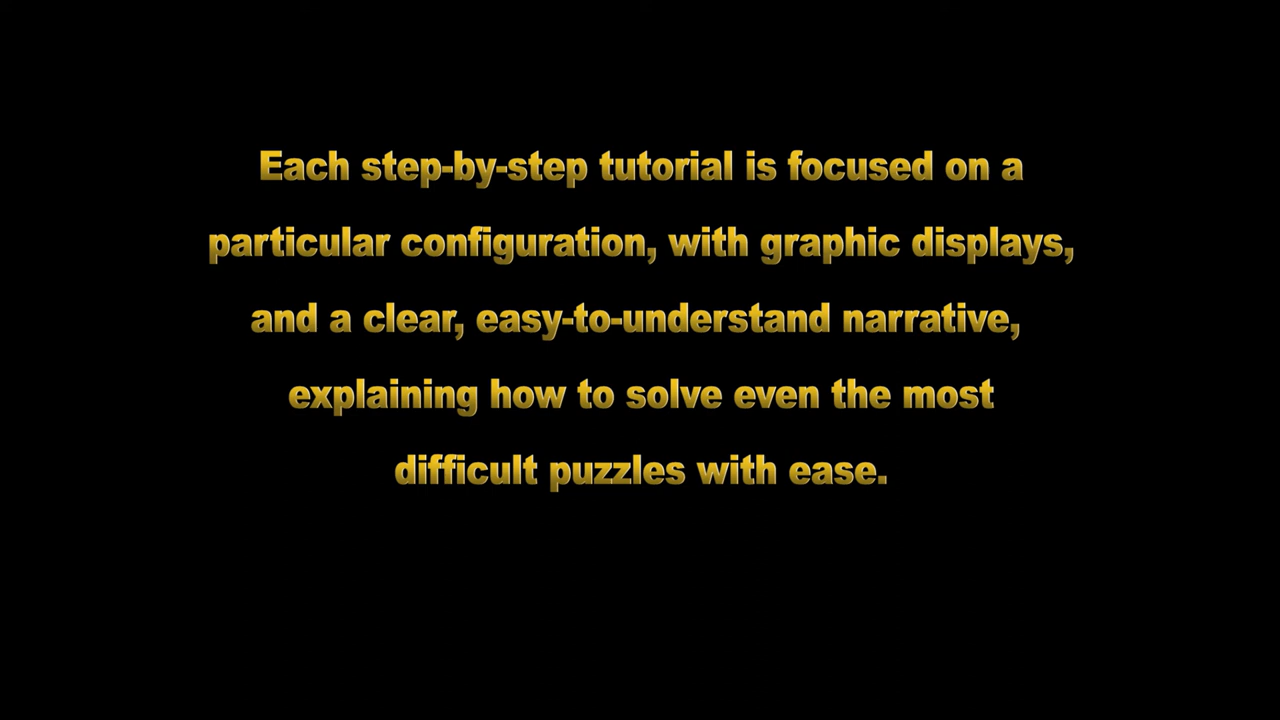 Each step-by-step tutorial is focused on a
particular configuration, with graphic displays,
and a clear, easy-to-understand narrative,
explaining how to solve even the most
difficult puzzles with ease.